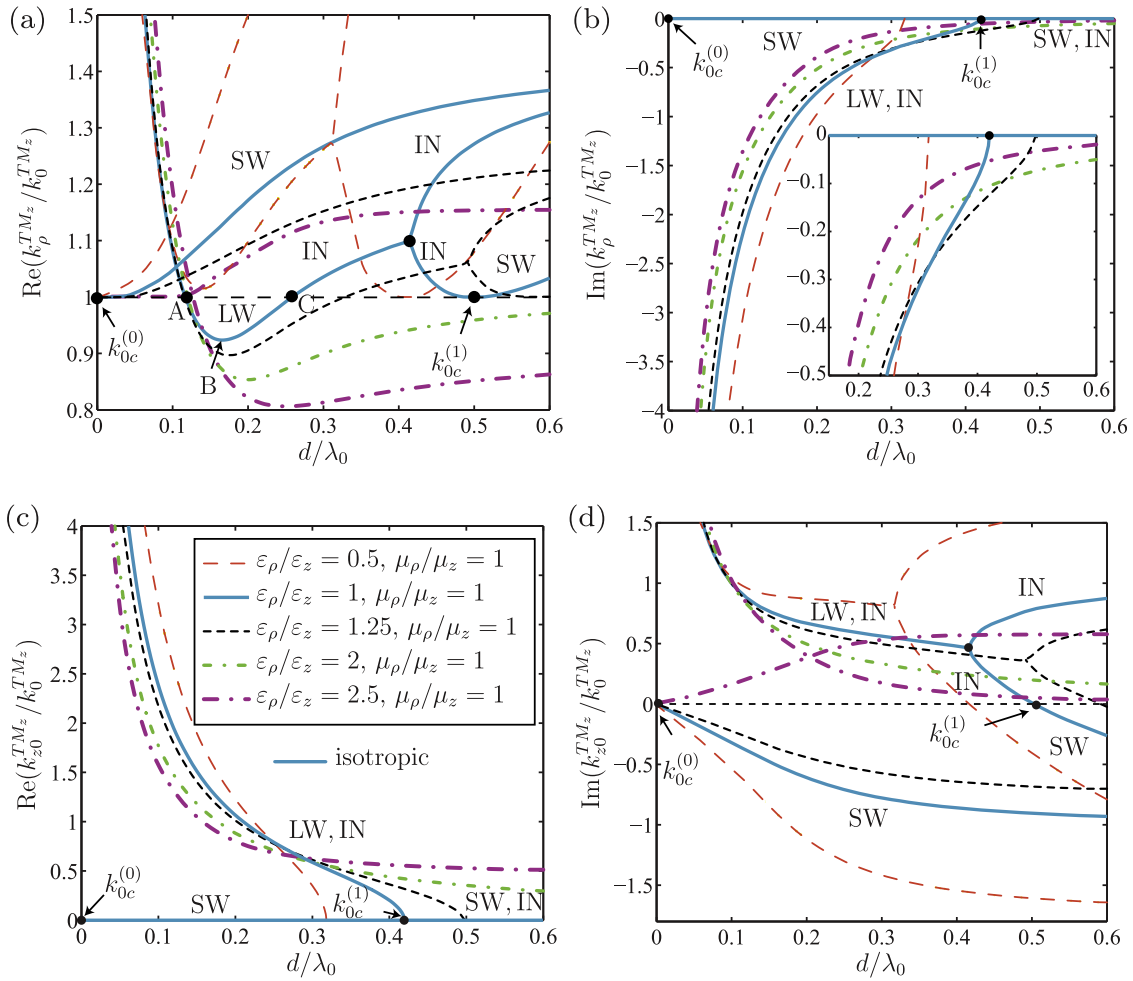 (a)
1.5
1.4
1.3
1.2
1.1
1
0.9
0.8
Re(k_ρ^{TM_z}/k_0^{TM_z})
SW
IN
IN
IN
SW
A
LW
C
B
k_{0c}^{(0)}
k_{0c}^{(1)}
0 0.1 0.2 0.3 0.4 0.5 0.6
d/λ_0
(b)
0
−0.5
−1
−1.5
−2
−2.5
−3
−3.5
−4
Im(k_ρ^{TM_z}/k_0^{TM_z})
SW
SW, IN
k_{0c}^{(0)}
k_{0c}^{(1)}
LW, IN
0
−0.1
−0.2
−0.3
−0.4
−0.5
0.2 0.3 0.4 0.5 0.6
0 0.1 0.2 0.3 0.4 0.5 0.6
d/λ_0
(c)
4
3.5
3
2.5
2
1.5
1
0.5
0
Re(k_{z0}^{TM_z}/k_0^{TM_z})
ε_ρ/ε_z = 0.5, μ_ρ/μ_z = 1
ε_ρ/ε_z = 1, μ_ρ/μ_z = 1
ε_ρ/ε_z = 1.25, μ_ρ/μ_z = 1
ε_ρ/ε_z = 2, μ_ρ/μ_z = 1
ε_ρ/ε_z = 2.5, μ_ρ/μ_z = 1
isotropic
LW, IN
k_{0c}^{(0)}
SW
k_{0c}^{(1)}
SW, IN
0 0.1 0.2 0.3 0.4 0.5 0.6
d/λ_0
(d)
1.5
1
0.5
0
−0.5
−1
−1.5
Im(k_{z0}^{TM_z}/k_0^{TM_z})
IN
LW, IN
IN
k_{0c}^{(1)}
SW
k_{0c}^{(0)}
SW
0 0.1 0.2 0.3 0.4 0.5 0.6
d/λ_0